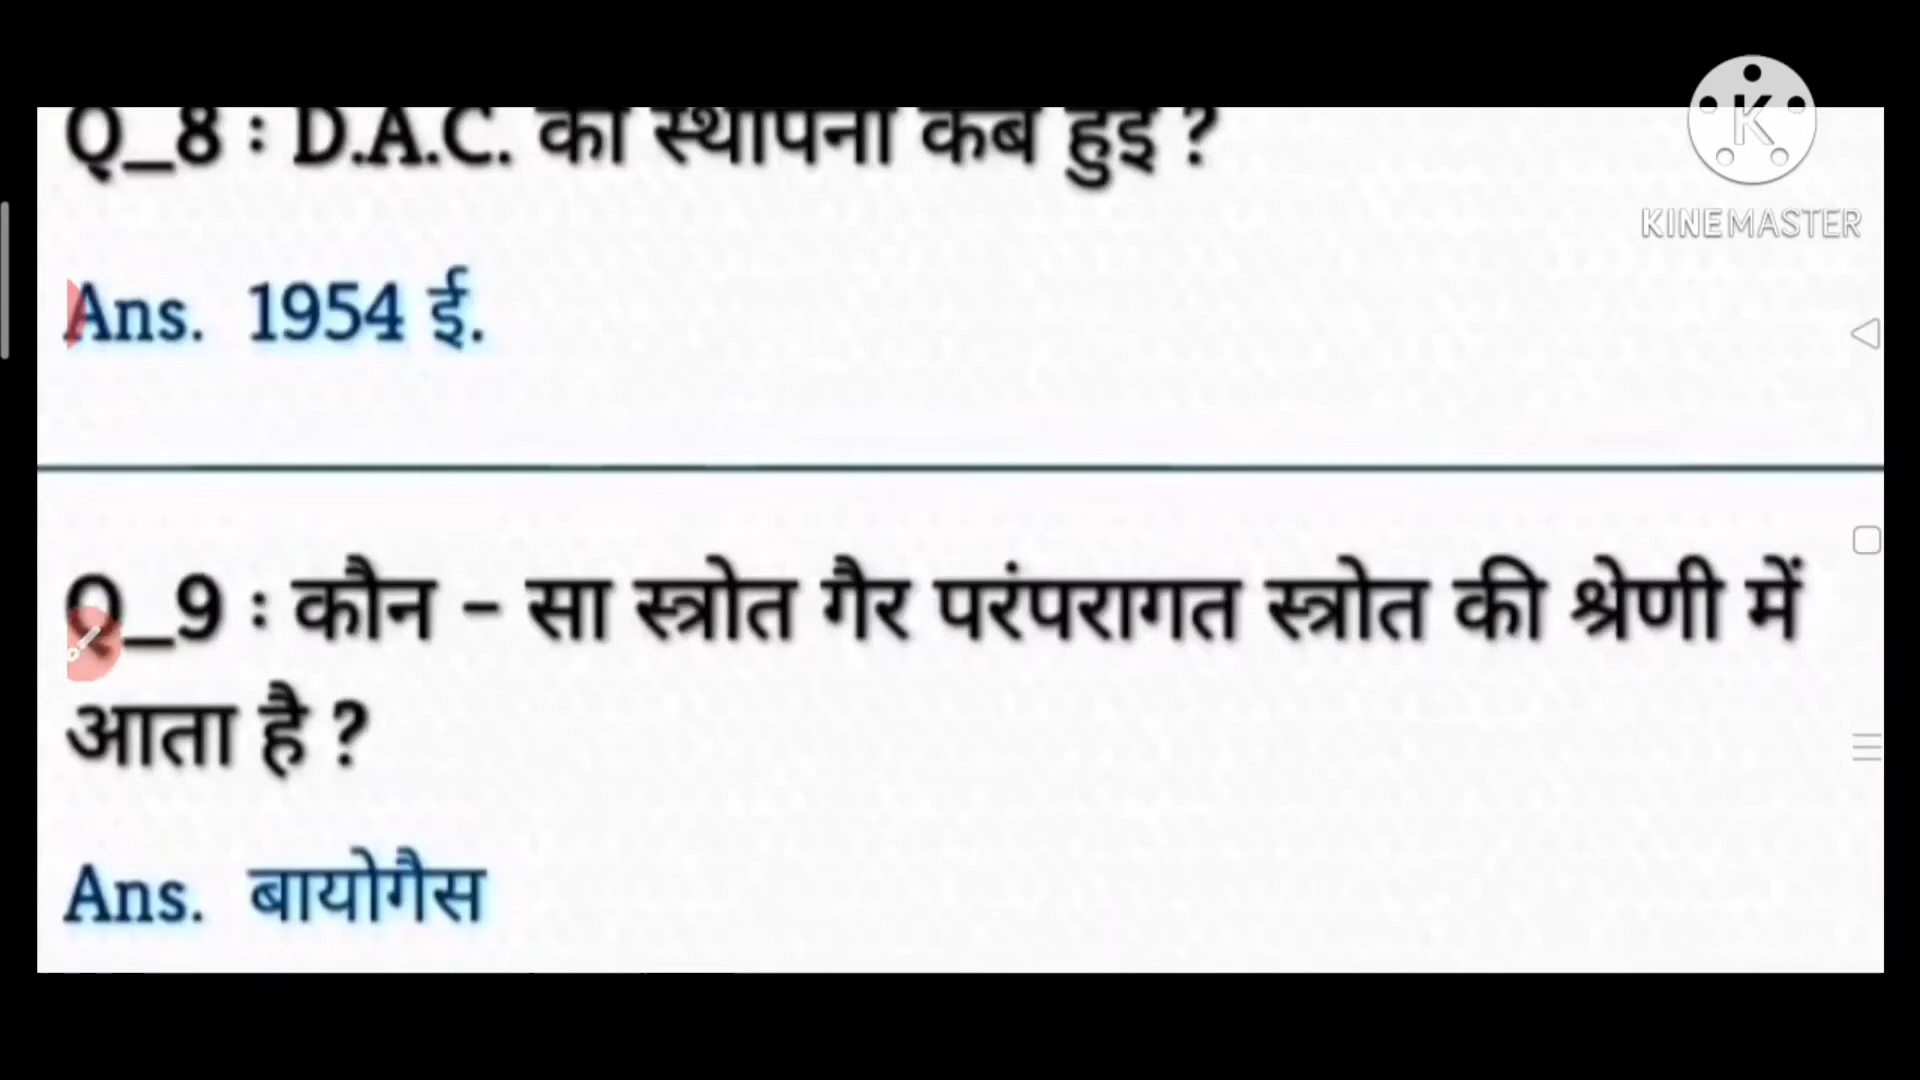 Q_8 : D.A.C. की स्थापना कब हुई ?
K
KINEMASTER
Ans. 1954 ई.
Q_9 : कौन - सा स्त्रोत गैर परंपरागत स्त्रोत की श्रेणी में
आता है ?
Ans. बायोगैस